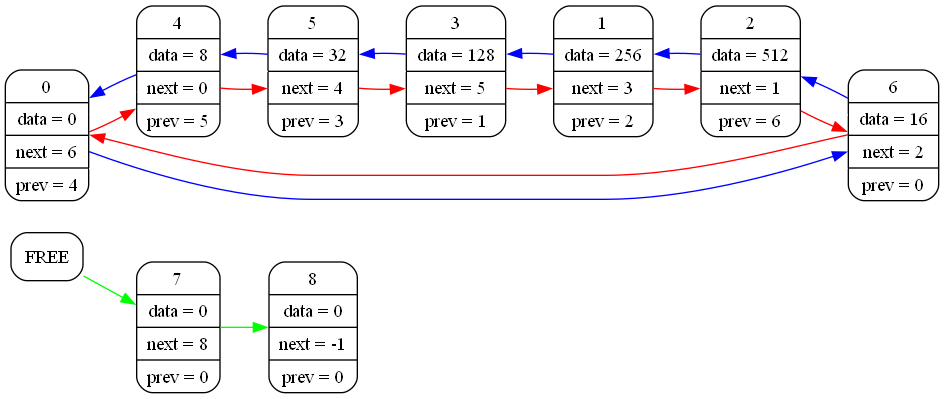 0
data = 0
next = 6
prev = 4
4
data = 8
next = 0
prev = 5
5
data = 32
next = 4
prev = 3
3
data = 128
next = 5
prev = 1
1
data = 256
next = 3
prev = 2
2
data = 512
next = 1
prev = 6
6
data = 16
next = 2
prev = 0
FREE
7
data = 0
next = 8
prev = 0
8
data = 0
next = -1
prev = 0